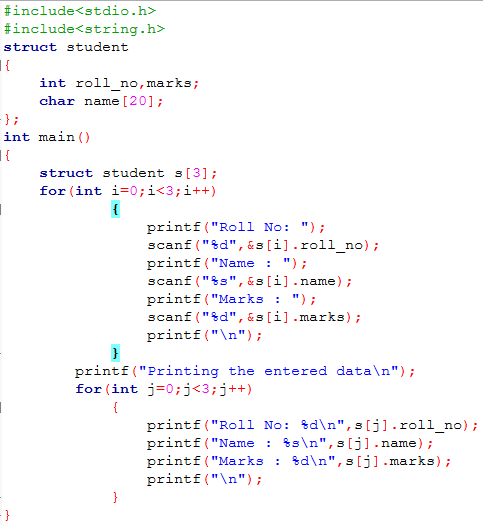 #include<stdio.h>
#include<string.h>
struct student
{
    int roll_no,marks;
    char name[20];
};
int main()
{
    struct student s[3];
    for(int i=0;i<3;i++)
            {
                printf("Roll No: ");
                scanf("%d",&s[i].roll_no);
                printf("Name : ");
                scanf("%s",&s[i].name);
                printf("Marks : ");
                scanf("%d",&s[i].marks);
                printf("\n");
            }
        printf("Printing the entered data\n");
        for(int j=0;j<3;j++)
            {
                printf("Roll No: %d\n",s[j].roll_no);
                printf("Name : %s\n",s[j].name);
                printf("Marks : %d\n",s[j].marks);
                printf("\n");
            }
}